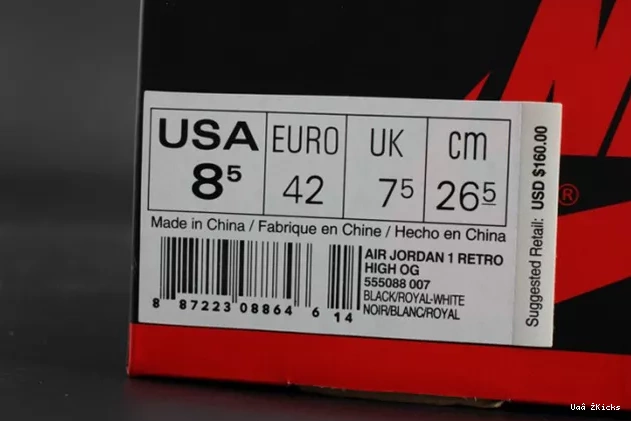 USA EURO UK cm
8⁵ 42 7⁵ 26⁵
Made in China / Fabrique en Chine / Hecho en China
AIR JORDAN 1 RETRO
HIGH OG
555088 007
BLACK/ROYAL-WHITE
NOIR/BLANC/ROYAL
8 87223 08864 6 14
Suggested Retail: USD $160.00
®
Uaâ ŽKicks